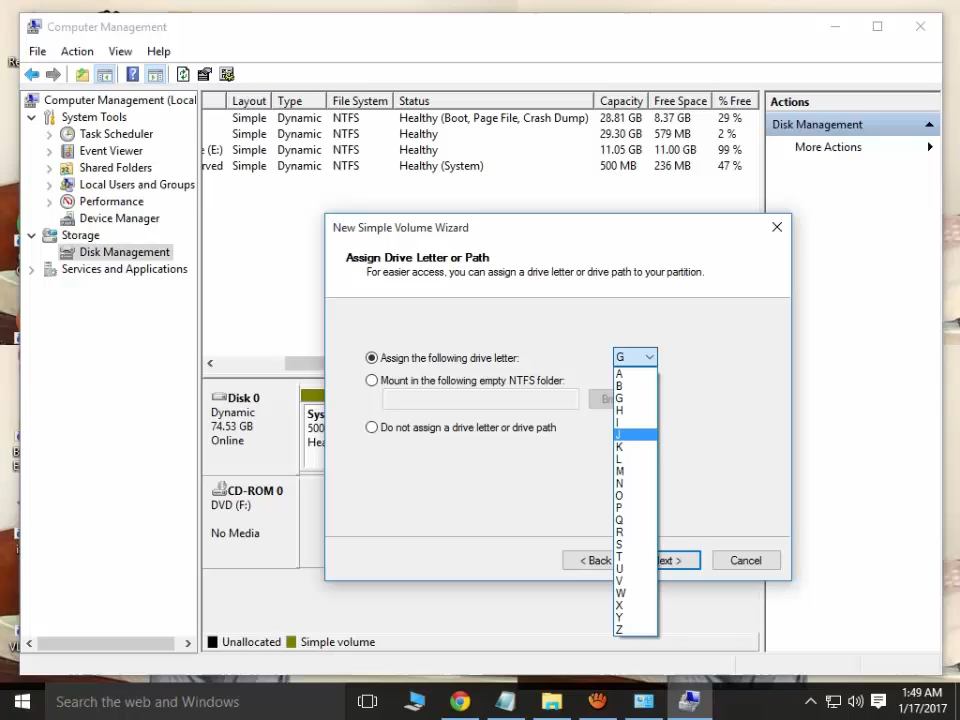 Computer Management
File Action View Help
Computer Management (Local
System Tools
Task Scheduler
Event Viewer
Shared Folders
Local Users and Groups
Performance
Device Manager
Storage
Disk Management
Services and Applications
Layout Type File System Status Capacity Free Space % Free
Simple Dynamic NTFS Healthy (Boot, Page File, Crash Dump) 28.81 GB 8.37 GB 29 %
Simple Dynamic NTFS Healthy 29.30 GB 579 MB 2 %
e (E:) Simple Dynamic NTFS Healthy 11.05 GB 11.00 GB 99 %
rved Simple Dynamic NTFS Healthy (System) 500 MB 236 MB 47 %
Actions
Disk Management
More Actions
New Simple Volume Wizard
Assign Drive Letter or Path
For easier access, you can assign a drive letter or drive path to your partition.
Assign the following drive letter: G
Mount in the following empty NTFS folder:
Br
Do not assign a drive letter or drive path
A
B
G
H
I
J
K
L
M
N
O
P
Q
R
S
T
U
V
W
X
Y
Z
< Back ext > Cancel
Disk 0
Dynamic
74.53 GB
Online
Sys
500
Hea
CD-ROM 0
DVD (F:)
No Media
Unallocated Simple volume
Search the web and Windows
1:49 AM
1/17/2017